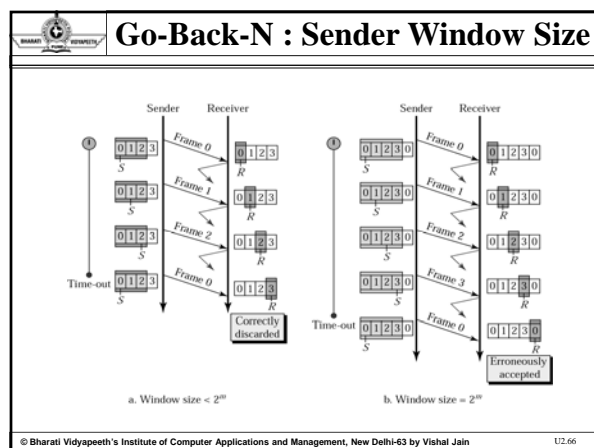 BHARATI VIDYAPEETH
Go-Back-N : Sender Window Size
Sender Receiver
0 1 2 3
S
Frame 0
0 1 2 3
R
0 1 2 3
S
Frame 1
0 1 2 3
R
0 1 2 3
S
Frame 2
0 1 2 3
R
Time-out
0 1 2 3
S
Frame 0
0 1 2 3
R
Correctly
discarded
a. Window size < 2^m
Sender Receiver
0 1 2 3 0
S
Frame 0
0 1 2 3 0
R
0 1 2 3 0
S
Frame 1
0 1 2 3 0
R
0 1 2 3 0
S
Frame 2
0 1 2 3 0
R
0 1 2 3 0
S
Frame 3
0 1 2 3 0
R
Time-out
0 1 2 3 0
S
Frame 0
0 1 2 3 0
R
Erroneously
accepted
b. Window size = 2^m
© Bharati Vidyapeeth's Institute of Computer Applications and Management, New Delhi-63 by Vishal Jain
U2.66